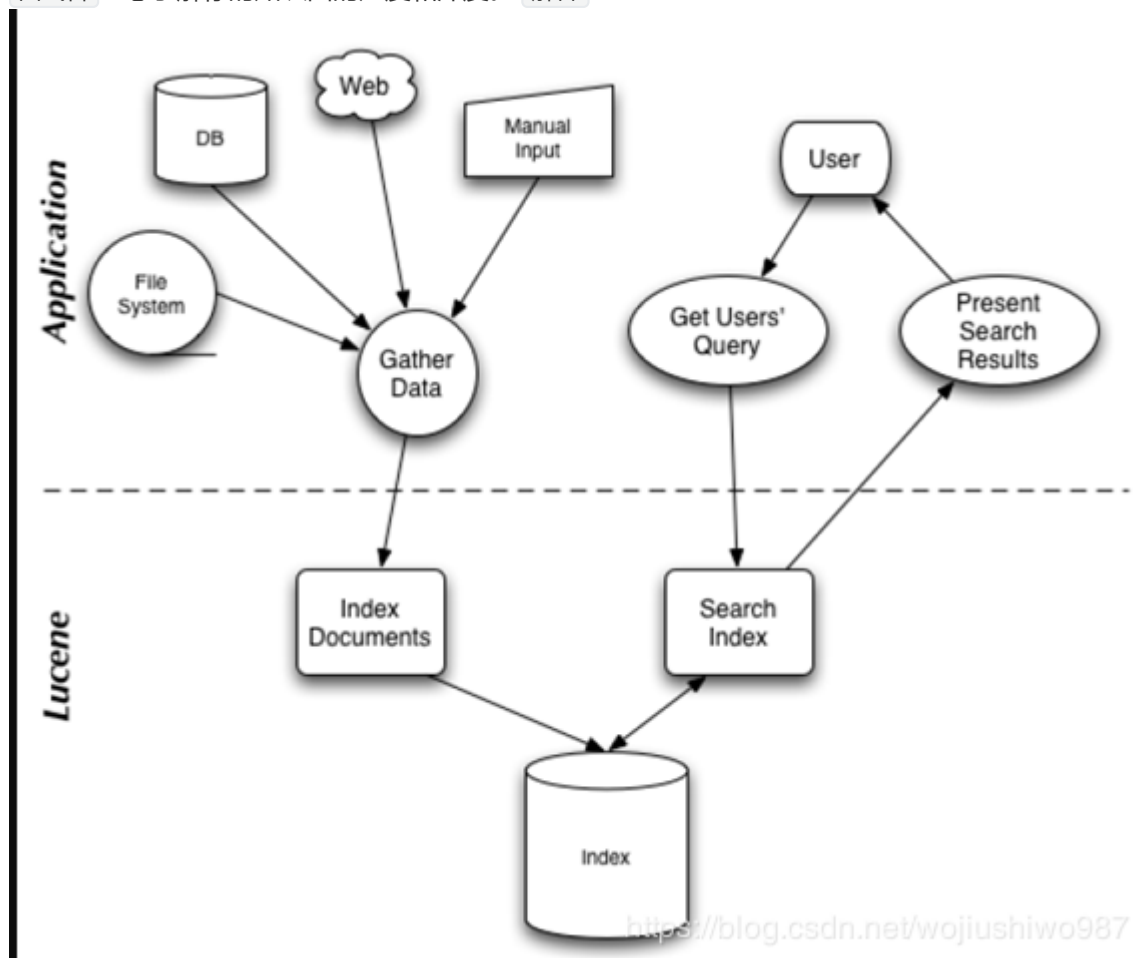 DB
Web
Manual
Input
User
File
System
Gather
Data
Get Users'
Query
Present
Search
Results
Application
Index
Documents
Search
Index
Lucene
Index
https://blog.csdn.net/wojiushiwo987